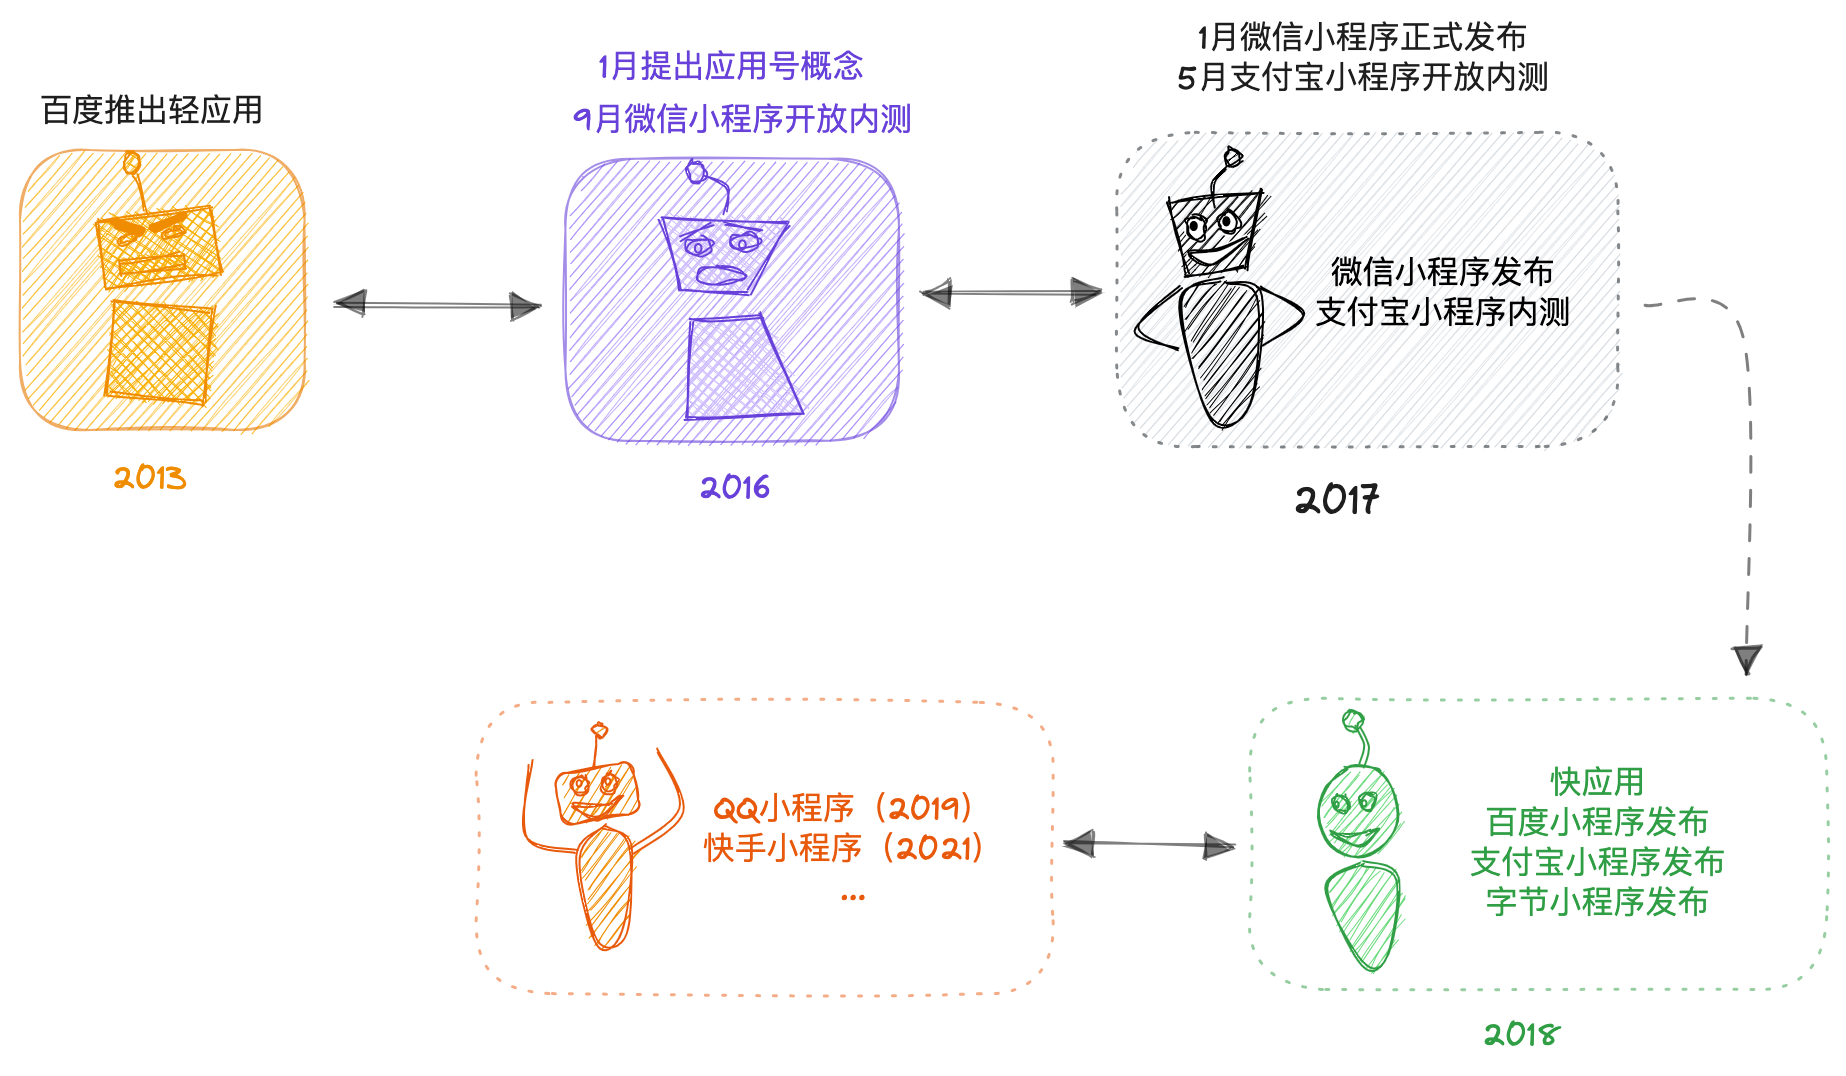 百度推出轻应用
2013
1月提出应用号概念
9月微信小程序开放内测
2016
1月微信小程序正式发布
5月支付宝小程序开放内测
微信小程序发布
支付宝小程序内测
2017
快应用
百度小程序发布
支付宝小程序发布
字节小程序发布
2018
QQ小程序（2019）
快手小程序（2021）
...